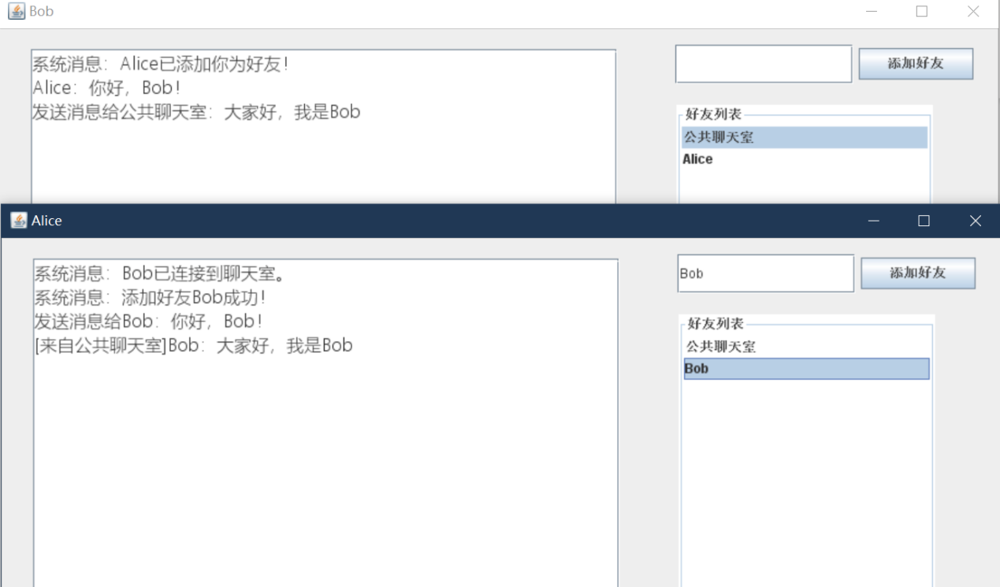 Bob
系统消息：Alice已添加你为好友！
Alice：你好，Bob！
发送消息给公共聊天室：大家好，我是Bob
添加好友
好友列表
公共聊天室
Alice
Alice
系统消息：Bob已连接到聊天室。
系统消息：添加好友Bob成功！
发送消息给Bob：你好，Bob！
[来自公共聊天室]Bob：大家好，我是Bob
Bob
添加好友
好友列表
公共聊天室
Bob